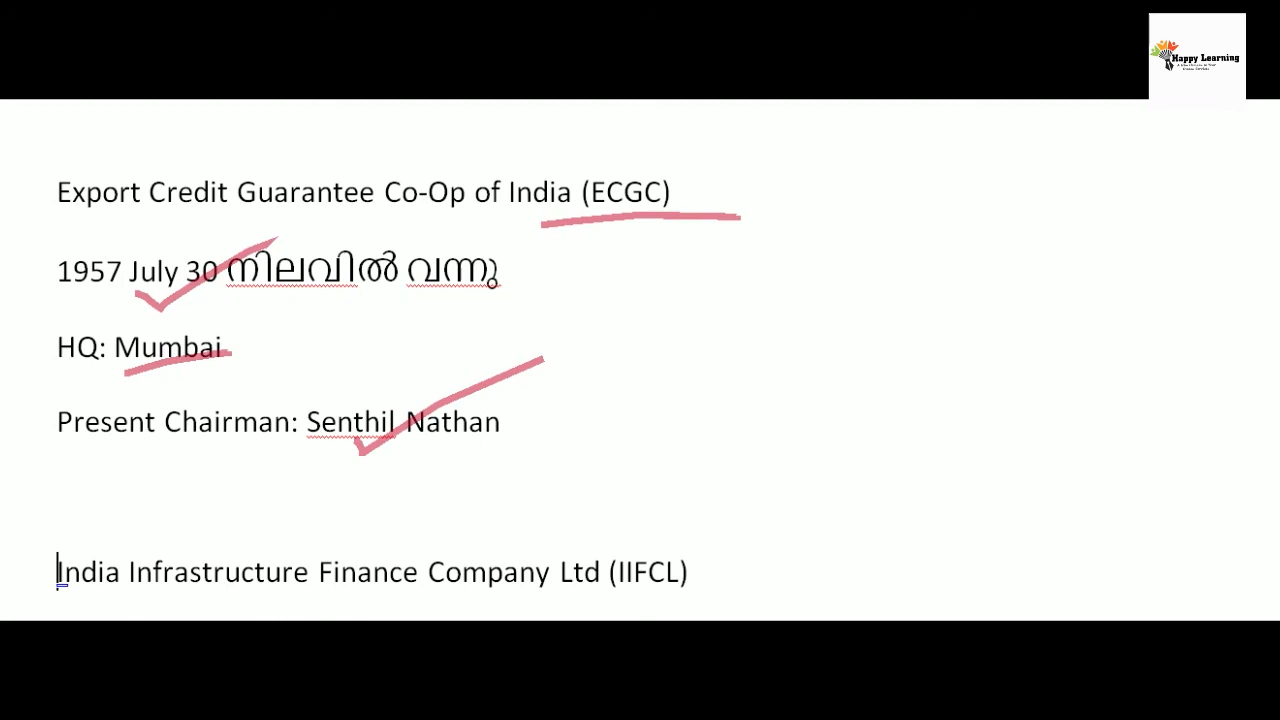 Happy Learning
Export Credit Guarantee Co-Op of India (ECGC)
1957 July 30 നിലവിൽ വന്നു
HQ: Mumbai
Present Chairman: Senthil Nathan
India Infrastructure Finance Company Ltd (IIFCL)